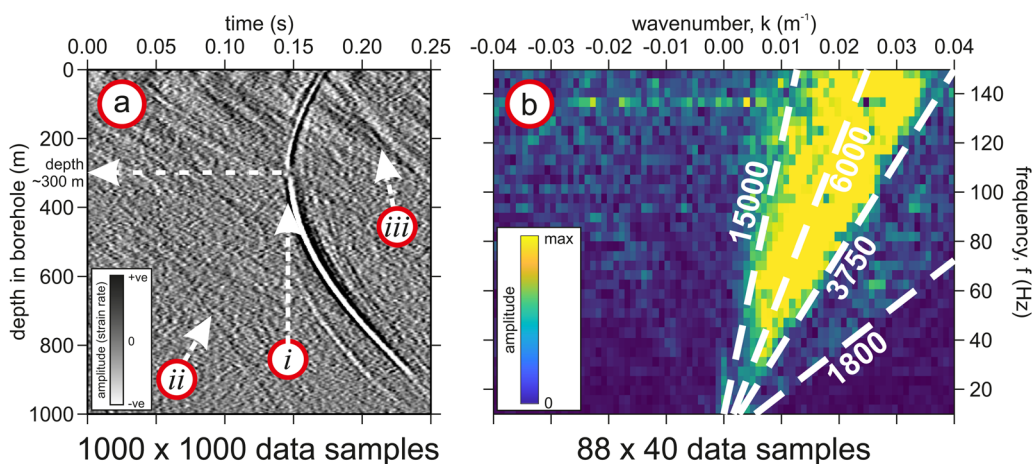 time (s)
0.00 0.05 0.10 0.15 0.20 0.25
depth in borehole (m)
0
200
depth
~300 m
400
600
800
1000
a
i
ii
iii
amplitude (strain rate)
+ve
0
-ve
1000 x 1000 data samples
wavenumber, k (m⁻¹)
-0.04 -0.03 -0.02 -0.01 0.00 0.01 0.02 0.03 0.04
b
15000
6000
3750
1800
amplitude
max
0
140
120
100
80
60
40
20
frequency, f (Hz)
88 x 40 data samples